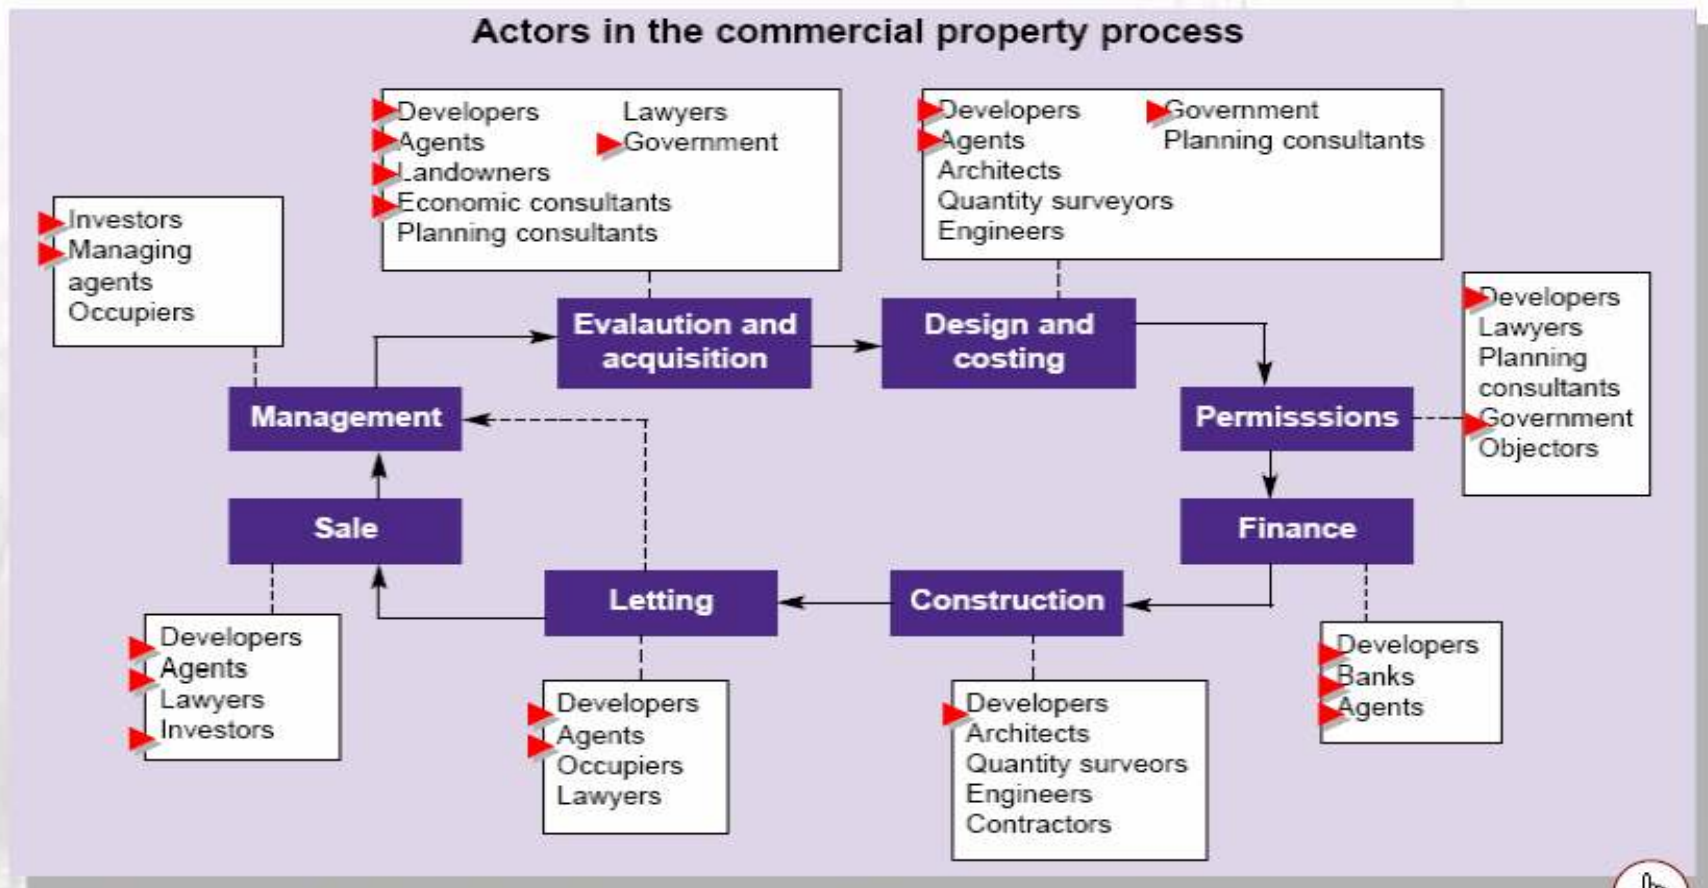 Actors in the commercial property process
Developers
Agents
Landowners
Economic consultants
Planning consultants
Lawyers
Government
Developers
Agents
Architects
Quantity surveyors
Engineers
Government
Planning consultants
Investors
Managing
agents
Occupiers
Developers
Lawyers
Planning
consultants
Government
Objectors
Evalaution and
acquisition
Design and
costing
Management
Permisssions
Sale
Finance
Letting
Construction
Developers
Agents
Lawyers
Investors
Developers
Agents
Occupiers
Lawyers
Developers
Architects
Quantity surveors
Engineers
Contractors
Developers
Banks
Agents